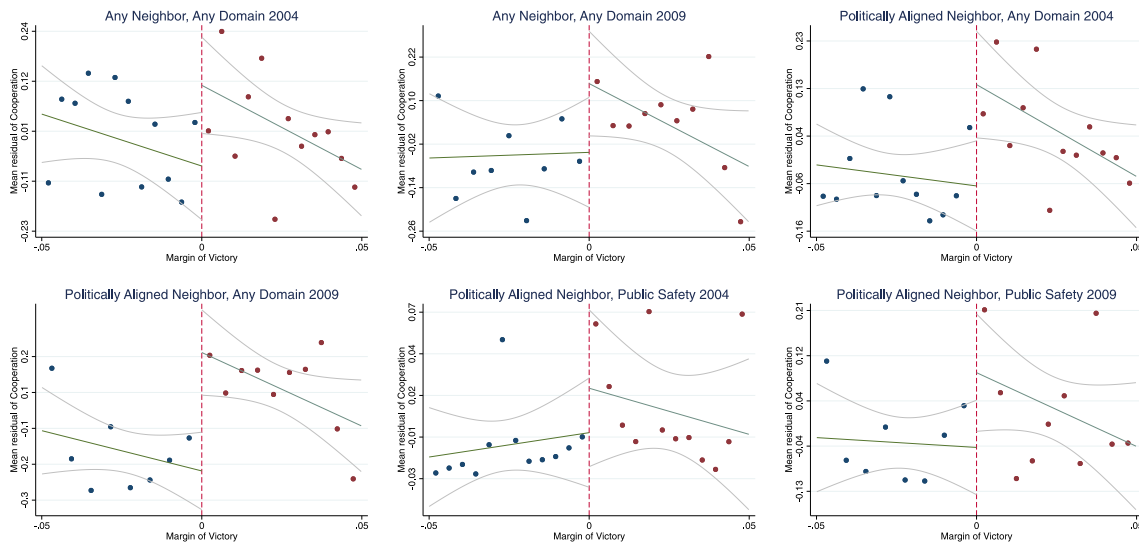 Any Neighbor, Any Domain 2004
Mean residual of Cooperation
0.24
0.12
0.01
-0.11
-0.23
-.05
0
.05
Margin of Victory
Any Neighbor, Any Domain 2009
Mean residual of Cooperation
0.22
0.10
-0.02
-0.14
-0.26
-.05
0
.05
Margin of Victory
Politically Aligned Neighbor, Any Domain 2004
Mean residual of Cooperation
0.23
0.13
0.04
-0.06
-0.16
-.05
0
.05
Margin of Victory
Politically Aligned Neighbor, Any Domain 2009
Mean residual of Cooperation
0.2
0.1
-0.1
-0.2
-0.3
-.05
0
.05
Margin of Victory
Politically Aligned Neighbor, Public Safety 2004
Mean residual of Cooperation
0.07
0.04
0.02
-0.01
-0.03
-.05
0
.05
Margin of Victory
Politically Aligned Neighbor, Public Safety 2009
Mean residual of Cooperation
0.21
0.12
0.04
-0.04
-0.13
-.05
0
.05
Margin of Victory